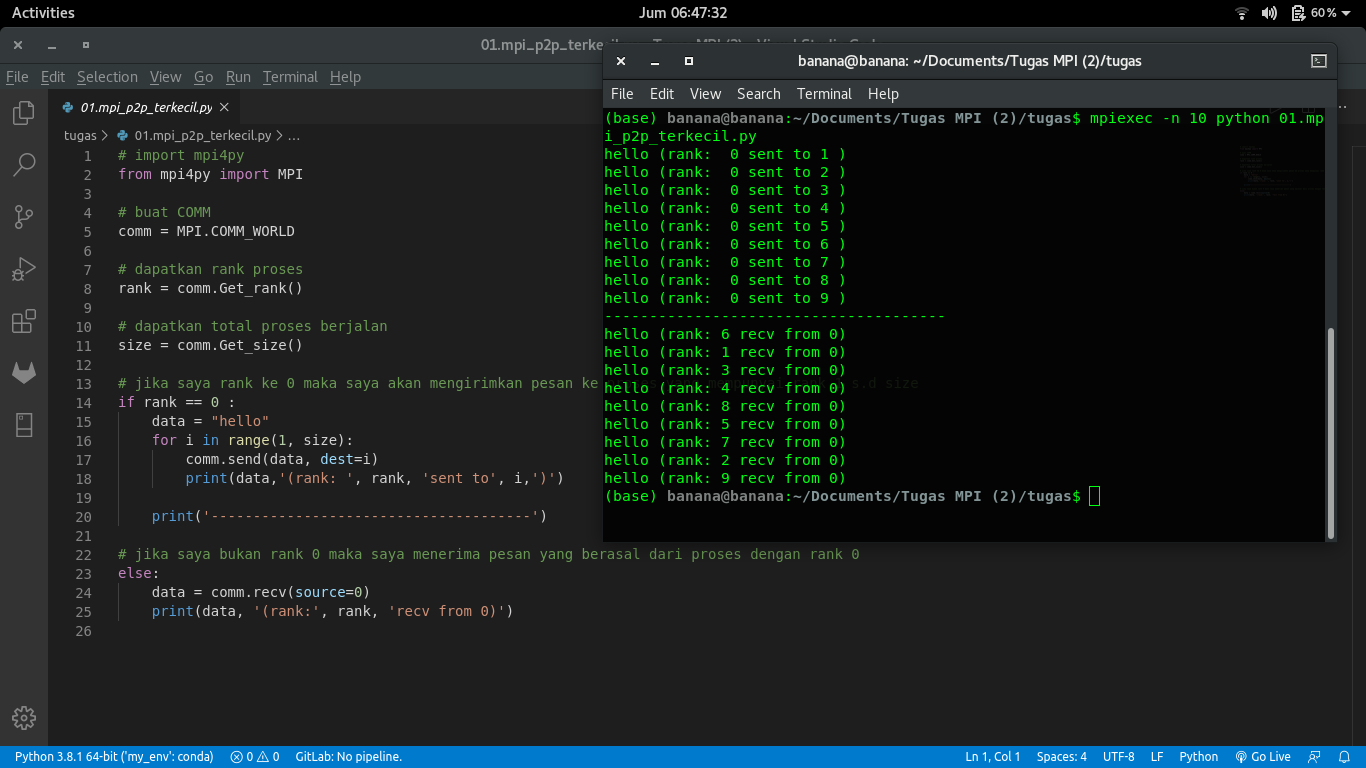 Activities
Jum 06:47:32
60%
01.mpi_p2p_terke
File Edit Selection View Go Run Terminal Help
01.mpi_p2p_terkecil.py
tugas > 01.mpi_p2p_terkecil.py > ...
1 # import mpi4py
2 from mpi4py import MPI
3
4 # buat COMM
5 comm = MPI.COMM_WORLD
6
7 # dapatkan rank proses
8 rank = comm.Get_rank()
9
10 # dapatkan total proses berjalan
11 size = comm.Get_size()
12
13 # jika saya rank ke 0 maka saya akan mengirimkan pesan ke s.d size
14 if rank == 0 :
15 data = "hello"
16 for i in range(1, size):
17 comm.send(data, dest=i)
18 print(data,'(rank: ', rank, 'sent to', i,')')
19
20 print('--------------------------------------')
21
22 # jika saya bukan rank 0 maka saya menerima pesan yang berasal dari proses dengan rank 0
23 else:
24 data = comm.recv(source=0)
25 print(data, '(rank:', rank, 'recv from 0)')
26
banana@banana: ~/Documents/Tugas MPI (2)/tugas
File Edit View Search Terminal Help
(base) banana@banana:~/Documents/Tugas MPI (2)/tugas$ mpiexec -n 10 python 01.mp
i_p2p_terkecil.py
hello (rank:  0 sent to 1 )
hello (rank:  0 sent to 2 )
hello (rank:  0 sent to 3 )
hello (rank:  0 sent to 4 )
hello (rank:  0 sent to 5 )
hello (rank:  0 sent to 6 )
hello (rank:  0 sent to 7 )
hello (rank:  0 sent to 8 )
hello (rank:  0 sent to 9 )
--------------------------------------
hello (rank: 6 recv from 0)
hello (rank: 1 recv from 0)
hello (rank: 3 recv from 0)
hello (rank: 4 recv from 0)
hello (rank: 8 recv from 0)
hello (rank: 5 recv from 0)
hello (rank: 7 recv from 0)
hello (rank: 2 recv from 0)
hello (rank: 9 recv from 0)
(base) banana@banana:~/Documents/Tugas MPI (2)/tugas$
Python 3.8.1 64-bit ('my_env': conda) 0 0 GitLab: No pipeline. Ln 1, Col 1 Spaces: 4 UTF-8 LF Python Go Live